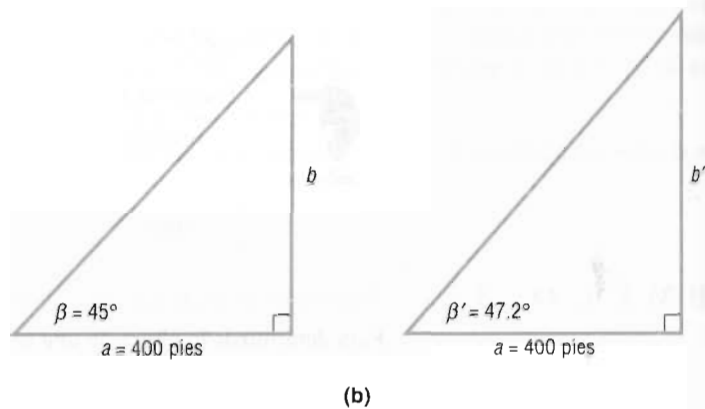 b
b'
β = 45°
β' = 47.2°
a = 400 pies
a = 400 pies
(b)